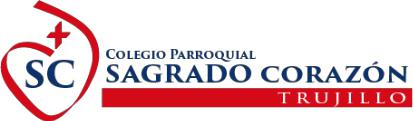 SC
COLEGIO PARROQUIAL
SAGRADO CORAZÓN
TRUJILLO